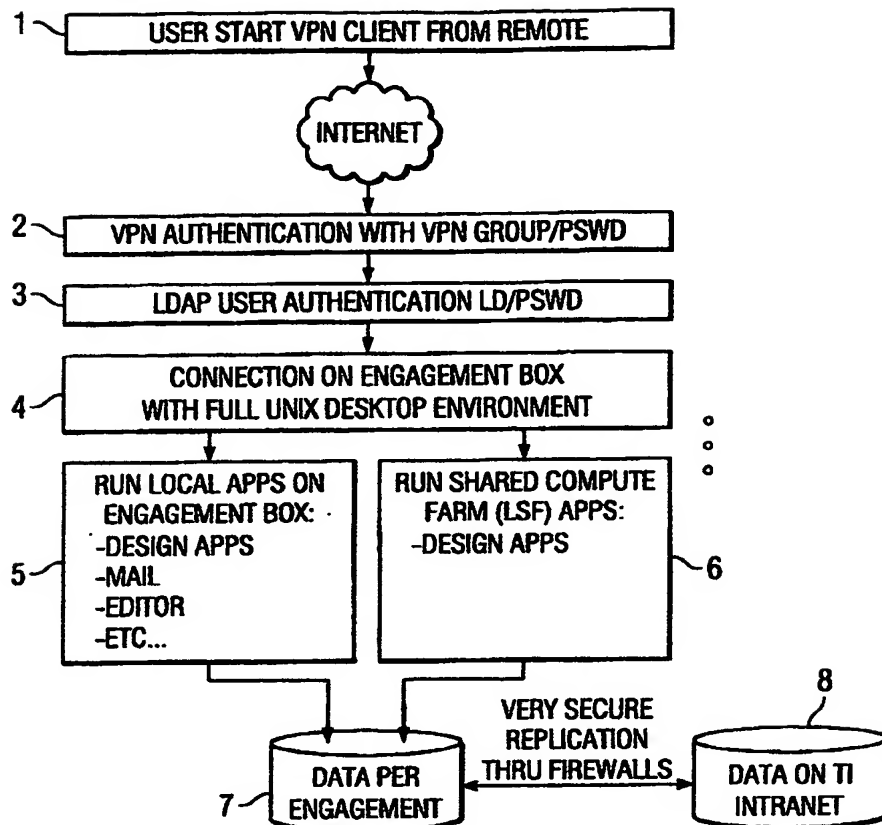 1
USER START VPN CLIENT FROM REMOTE
INTERNET
2
VPN AUTHENTICATION WITH VPN GROUP/PSWD
3
LDAP USER AUTHENTICATION LD/PSWD
4
CONNECTION ON ENGAGEMENT BOX
WITH FULL UNIX DESKTOP ENVIRONMENT
5
RUN LOCAL APPS ON
ENGAGEMENT BOX:
-DESIGN APPS
-MAIL
-EDITOR
-ETC...
RUN SHARED COMPUTE
FARM (LSF) APPS:
-DESIGN APPS
6
7
DATA PER
ENGAGEMENT
VERY SECURE
REPLICATION
THRU FIREWALLS
8
DATA ON TI
INTRANET